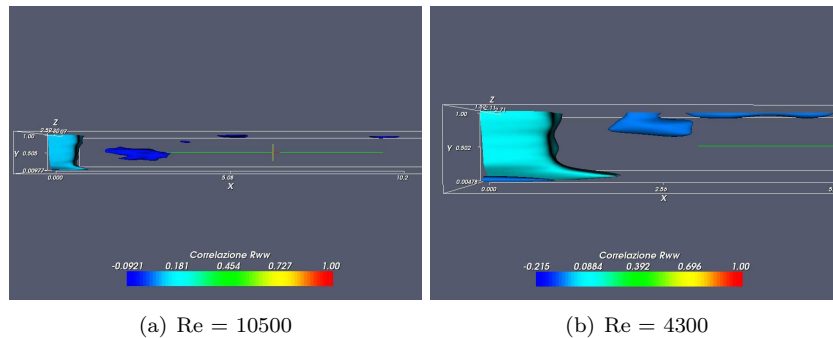 Z
1.00
Y 0.505
0.00977
0.000 5.08 10.2
X
Correlazione Rww
-0.0921 0.181 0.454 0.727 1.00
(a) Re = 10500
Z
1.00
Y 0.502
0.00478
0.000 2.56
X
Correlazione Rww
-0.215 0.0884 0.392 0.696 1.00
(b) Re = 4300